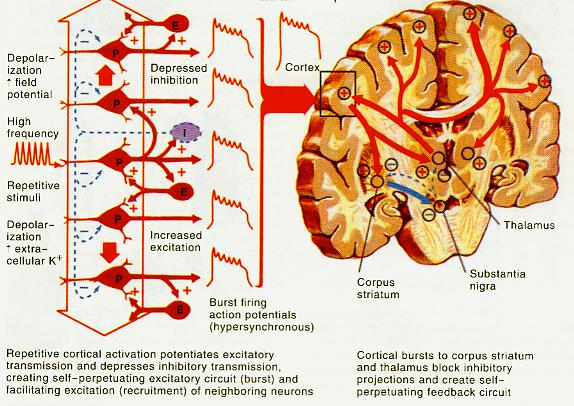 Depolar-
ization
↑ field
potential
High
frequency
Repetitive
stimuli
Depolar-
ization
↑ extra-
cellular K+
E
P
P
I
P
E
P
P
E
+
+
+
+
+
+
+
+
−
−
−
−
Depressed
inhibition
Increased
excitation
Burst firing
action potentials
(hypersynchronous)
Cortex
+
+
+
+
+
+
+
+
+
−
−
−
Thalamus
Substantia
nigra
Corpus
striatum
Repetitive cortical activation potentiates excitatory
transmission and depresses inhibitory transmission,
creating self-perpetuating excitatory circuit (burst) and
facilitating excitation (recruitment) of neighboring neurons
Cortical bursts to corpus striatum
and thalamus block inhibitory
projections and create self-
perpetuating feedback circuit